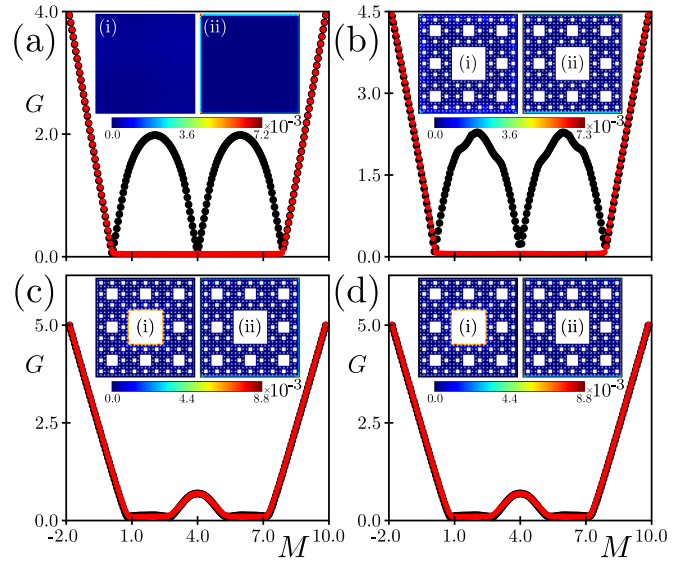 (a)
4.0
G
2.0
0.0
(i)
(ii)
0.0 3.6 7.2 ×10⁻³
(b)
4.5
3.0
1.5
0.0
(i)
(ii)
0.0 3.6 7.3 ×10⁻³
(c)
5.0
G
2.5
0.0
(i)
(ii)
0.0 4.4 8.8 ×10⁻³
-2.0 1.0 4.0 7.0 M 10.0
(d)
5.0
2.5
0.0
(i)
(ii)
0.0 4.4 8.8 ×10⁻³
-2.0 1.0 4.0 7.0 M 10.0